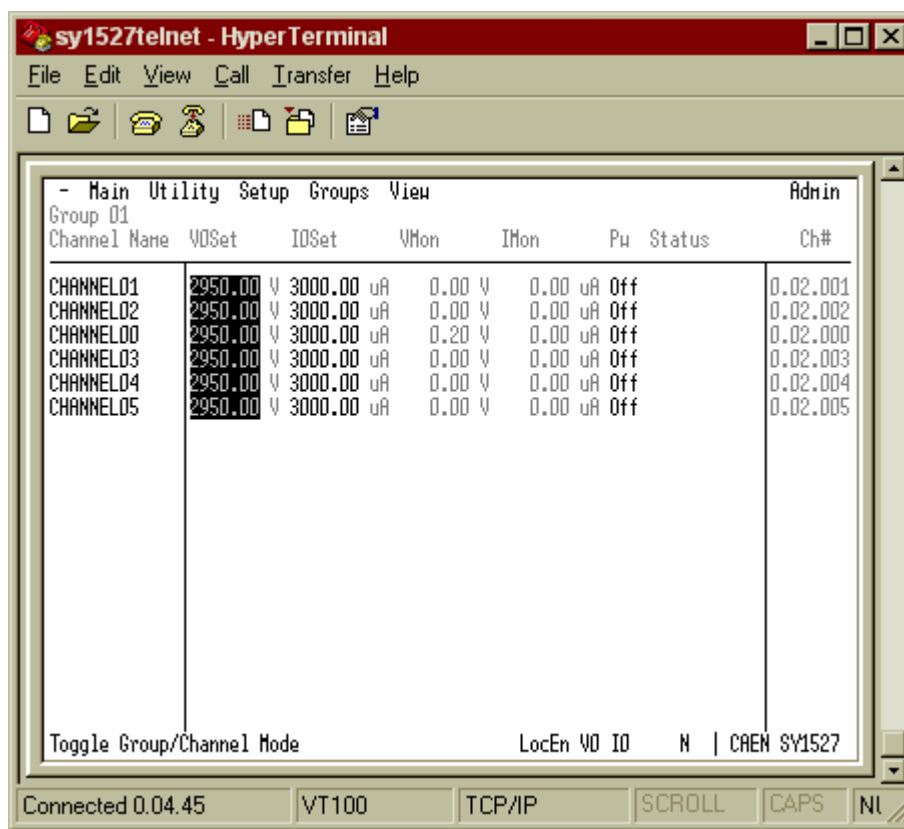 sy1527telnet - HyperTerminal
File Edit View Call Transfer Help
- Main Utility Setup Groups View Admin
Group 01
Channel Name V0Set I0Set VMon IMon Pw Status Ch#
CHANNEL01 2950.00 V 3000.00 uA 0.00 V 0.00 uA Off 0.02.001
CHANNEL02 2950.00 V 3000.00 uA 0.00 V 0.00 uA Off 0.02.002
CHANNEL00 2950.00 V 3000.00 uA 0.20 V 0.00 uA Off 0.02.000
CHANNEL03 2950.00 V 3000.00 uA 0.00 V 0.00 uA Off 0.02.003
CHANNEL04 2950.00 V 3000.00 uA 0.00 V 0.00 uA Off 0.02.004
CHANNEL05 2950.00 V 3000.00 uA 0.00 V 0.00 uA Off 0.02.005
Toggle Group/Channel Mode LocEn V0 I0 N | CAEN SY1527
Connected 0.04.45 VT100 TCP/IP SCROLL CAPS